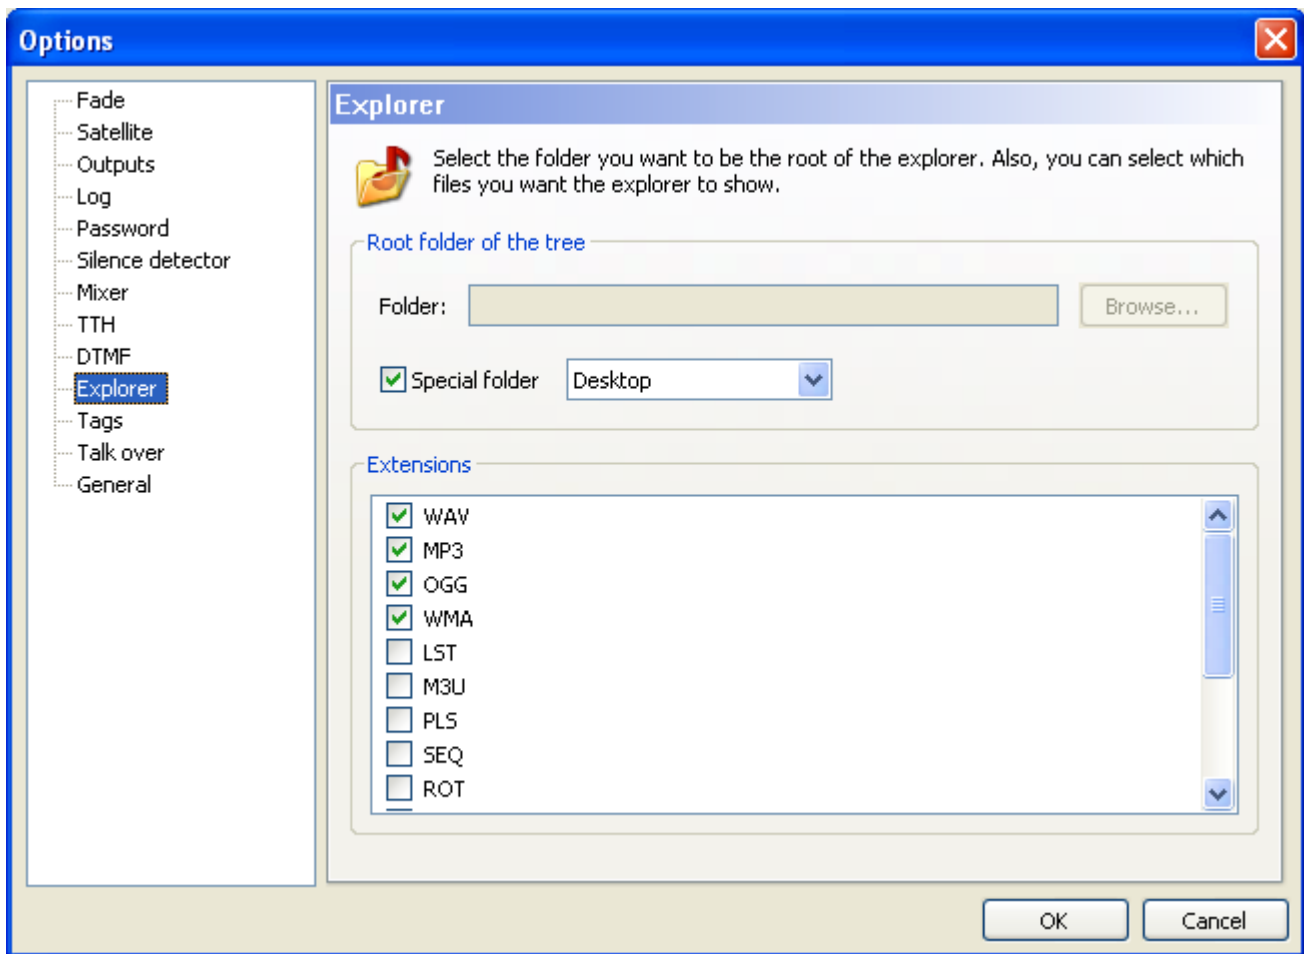 Options
Fade
Satellite
Outputs
Log
Password
Silence detector
Mixer
TTH
DTMF
Explorer
Tags
Talk over
General
Explorer
Select the folder you want to be the root of the explorer. Also, you can select which
files you want the explorer to show.
Root folder of the tree
Folder:
Browse...
Special folder
Desktop
Extensions
WAV
MP3
OGG
WMA
LST
M3U
PLS
SEQ
ROT
OK
Cancel